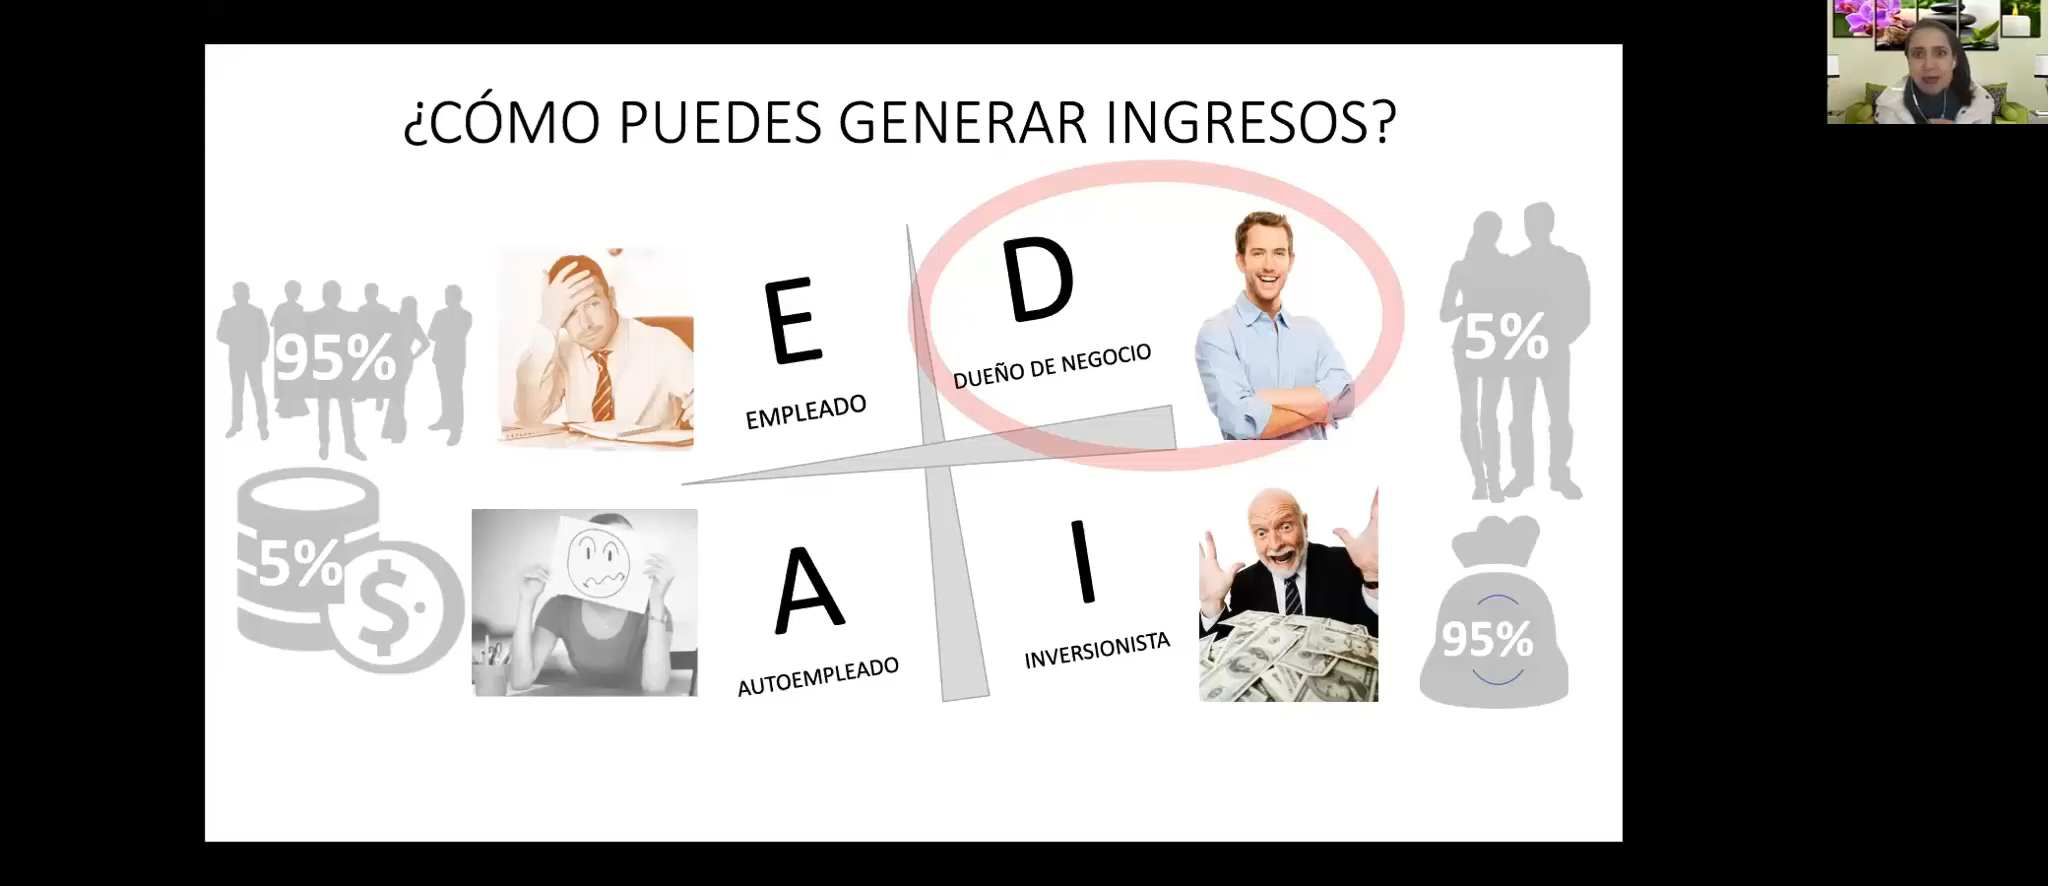 ¿CÓMO PUEDES GENERAR INGRESOS?
95%
E
EMPLEADO
D
DUEÑO DE NEGOCIO
5%
5%
$
A
AUTOEMPLEADO
I
INVERSIONISTA
95%